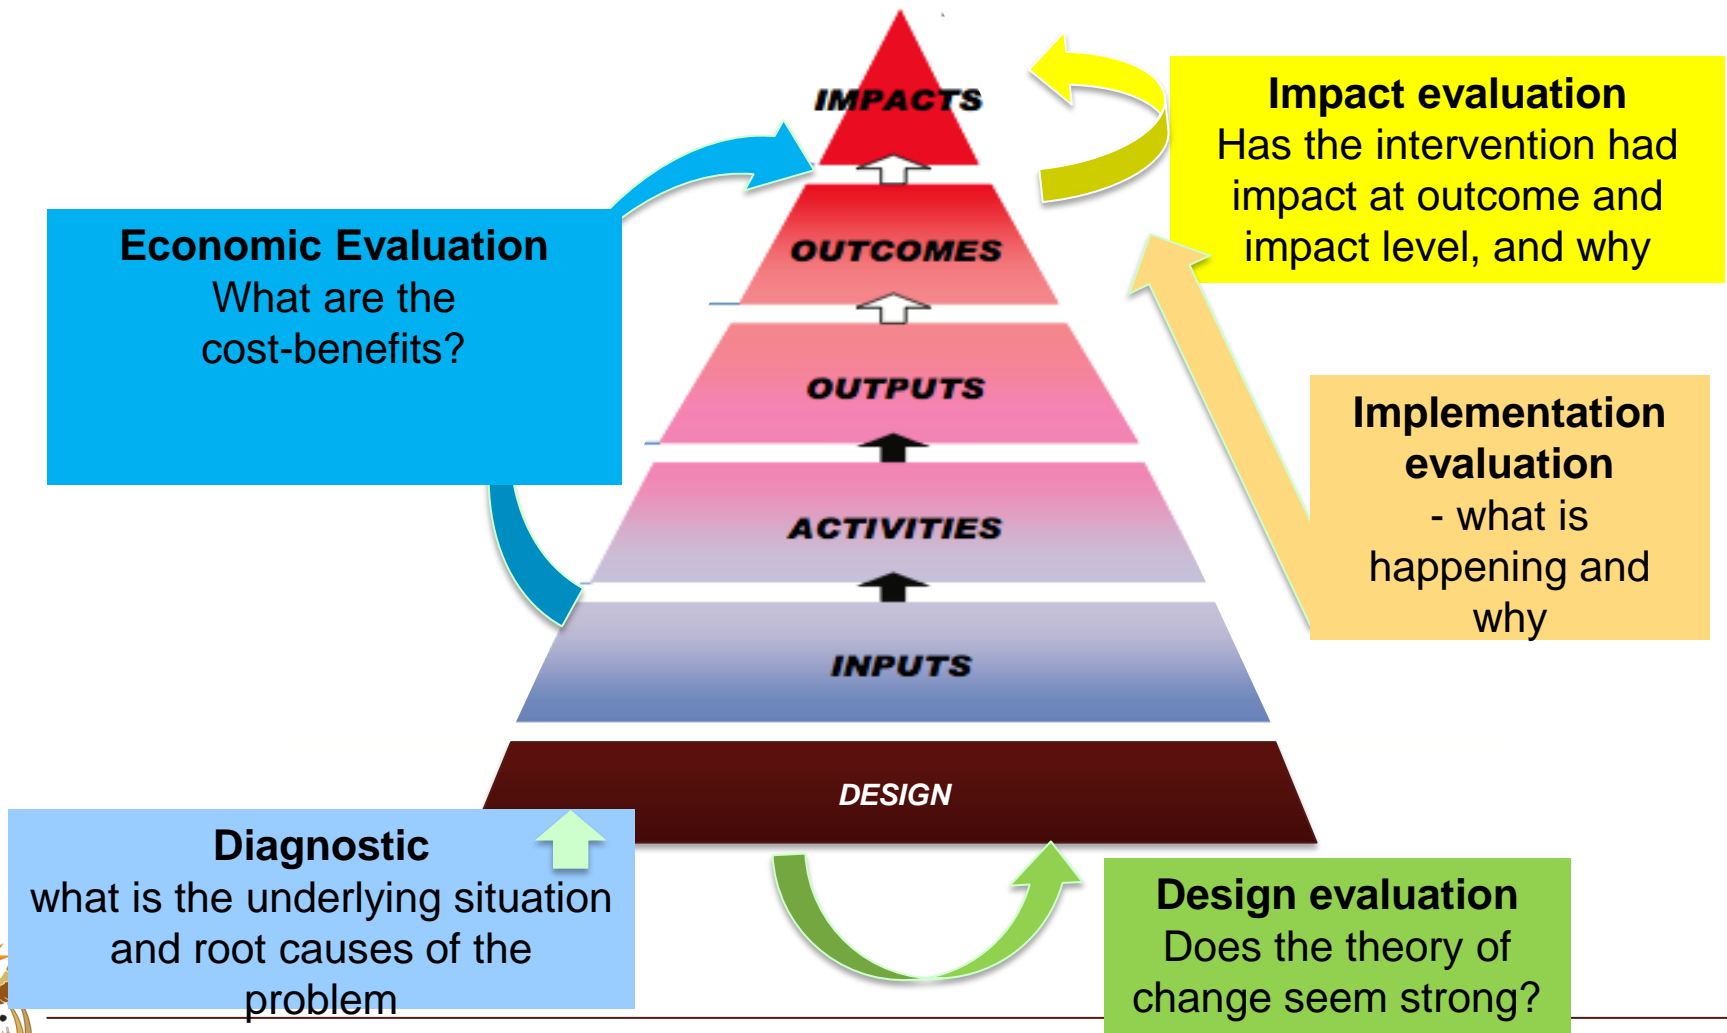 IMPACTS
Impact evaluation
Has the intervention had
impact at outcome and
impact level, and why
Economic Evaluation
What are the
cost-benefits?
OUTCOMES
OUTPUTS
Implementation
evaluation
- what is
happening and
why
ACTIVITIES
INPUTS
DESIGN
Diagnostic
what is the underlying situation
and root causes of the
problem
Design evaluation
Does the theory of
change seem strong?